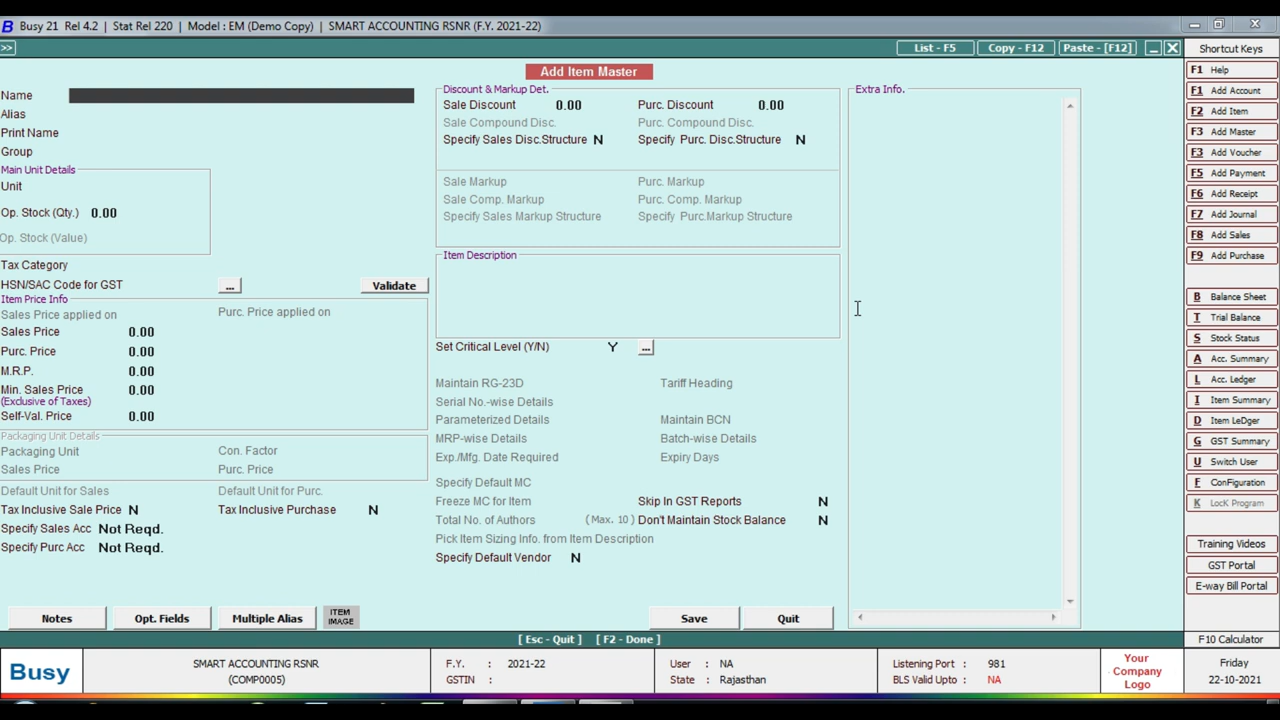 Busy 21 Rel 4.2 | Stat Rel 220 | Model : EM (Demo Copy) | SMART ACCOUNTING RSNR (F.Y. 2021-22)
>> List - F5 Copy - F12 Paste - [F12]
Add Item Master
Name
Alias
Print Name
Group
Main Unit Details
Unit
Op. Stock (Qty.) 0.00
Op. Stock (Value)
Tax Category
HSN/SAC Code for GST ... Validate
Item Price Info
Sales Price applied on Purc. Price applied on
Sales Price 0.00
Purc. Price 0.00
M.R.P. 0.00
Min. Sales Price 0.00
(Exclusive of Taxes)
Self-Val. Price 0.00
Packaging Unit Details
Packaging Unit Con. Factor
Sales Price Purc. Price
Default Unit for Sales Default Unit for Purc.
Tax Inclusive Sale Price N Tax Inclusive Purchase N
Specify Sales Acc Not Reqd.
Specify Purc Acc Not Reqd.
Notes Opt. Fields Multiple Alias ITEM IMAGE
Discount & Markup Det.
Sale Discount 0.00 Purc. Discount 0.00
Sale Compound Disc. Purc. Compound Disc.
Specify Sales Disc.Structure N Specify Purc. Disc.Structure N
Sale Markup Purc. Markup
Sale Comp. Markup Purc. Comp. Markup
Specify Sales Markup Structure Specify Purc.Markup Structure
Item Description
Set Critical Level (Y/N) Y ...
Maintain RG-23D Tariff Heading
Serial No.-wise Details
Parameterized Details Maintain BCN
MRP-wise Details Batch-wise Details
Exp./Mfg. Date Required Expiry Days
Specify Default MC
Freeze MC for Item Skip In GST Reports N
Total No. of Authors (Max. 10) Don't Maintain Stock Balance N
Pick Item Sizing Info. from Item Description
Specify Default Vendor N
Save Quit
Extra Info.
Shortcut Keys
F1 Help
F1 Add Account
F2 Add Item
F3 Add Master
F3 Add Voucher
F5 Add Payment
F6 Add Receipt
F7 Add Journal
F8 Add Sales
F9 Add Purchase
B Balance Sheet
T Trial Balance
S Stock Status
A Acc. Summary
L Acc. Ledger
I Item Summary
D Item LeDger
G GST Summary
U Switch User
F ConFiguration
K LocK Program
Training Videos
GST Portal
E-way Bill Portal
[ Esc - Quit ] [ F2 - Done ] F10 Calculator
Busy
SMART ACCOUNTING RSNR
(COMP0005)
F.Y. : 2021-22
GSTIN :
User : NA
State : Rajasthan
Listening Port : 981
BLS Valid Upto : NA
Your
Company
Logo
Friday
22-10-2021